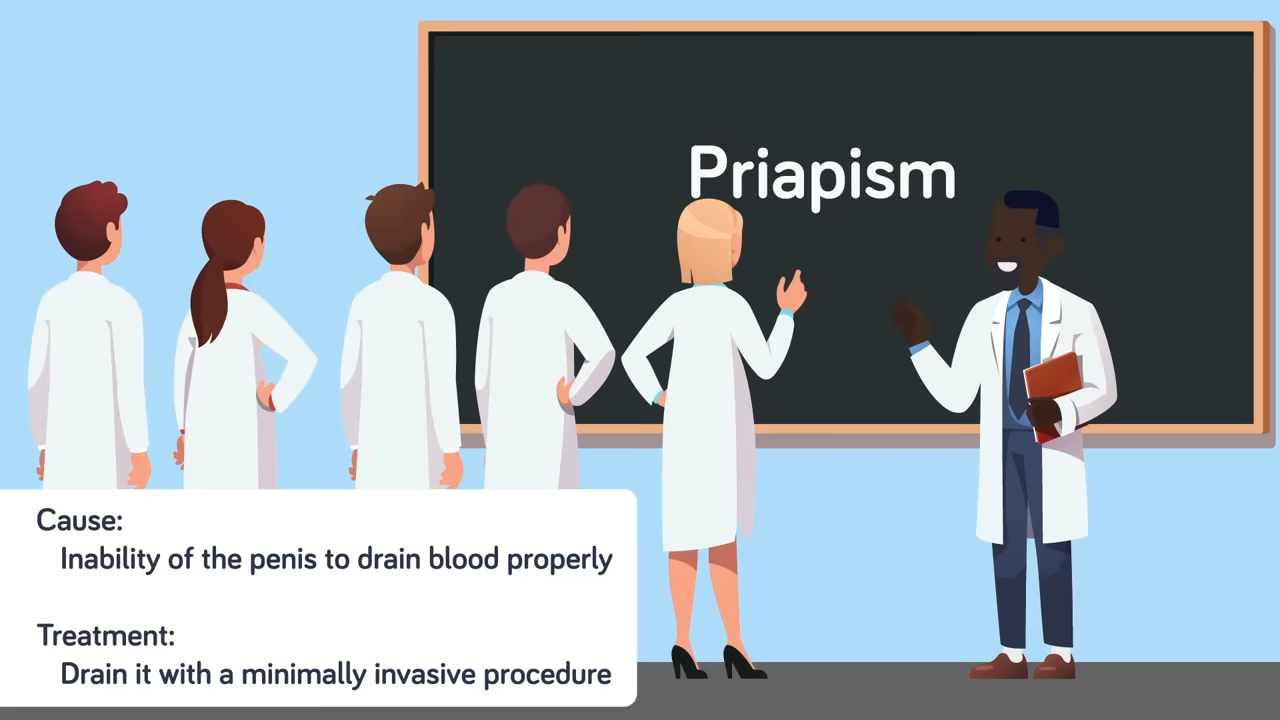 Priapism
Cause:
Inability of the penis to drain blood properly
Treatment:
Drain it with a minimally invasive procedure